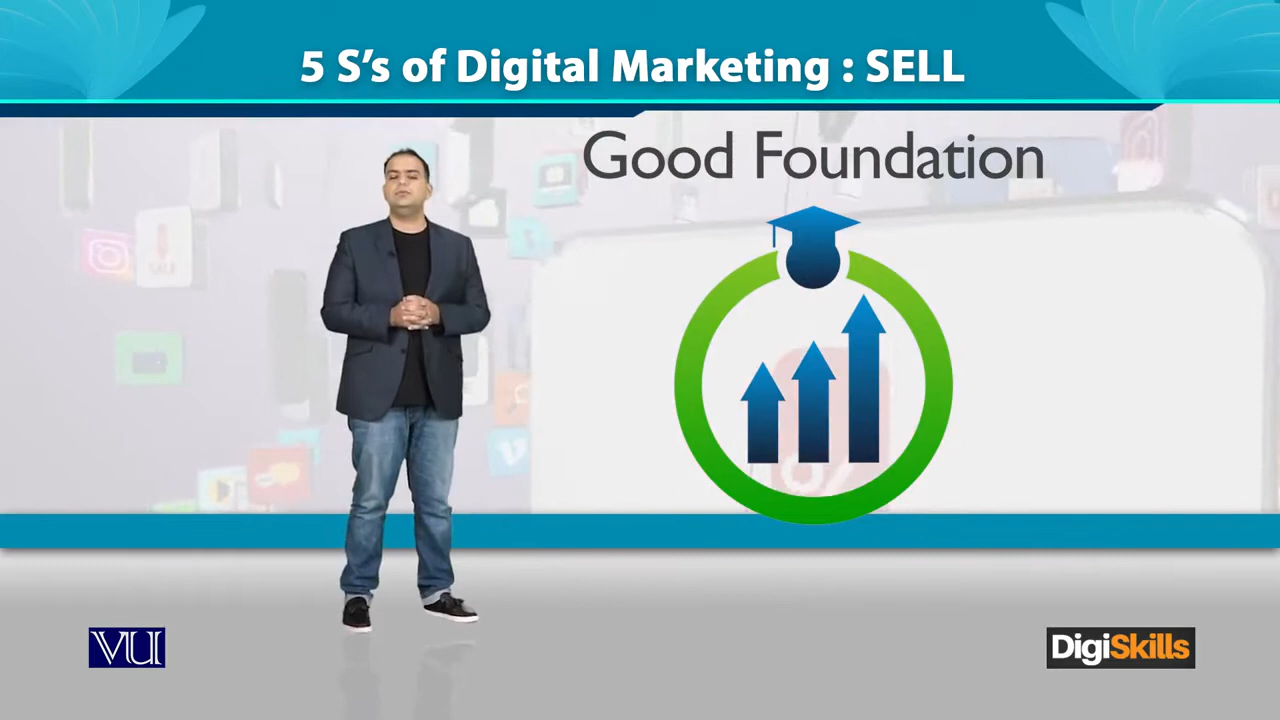 5 S’s of Digital Marketing : SELL
Good Foundation
VU
DigiSkills